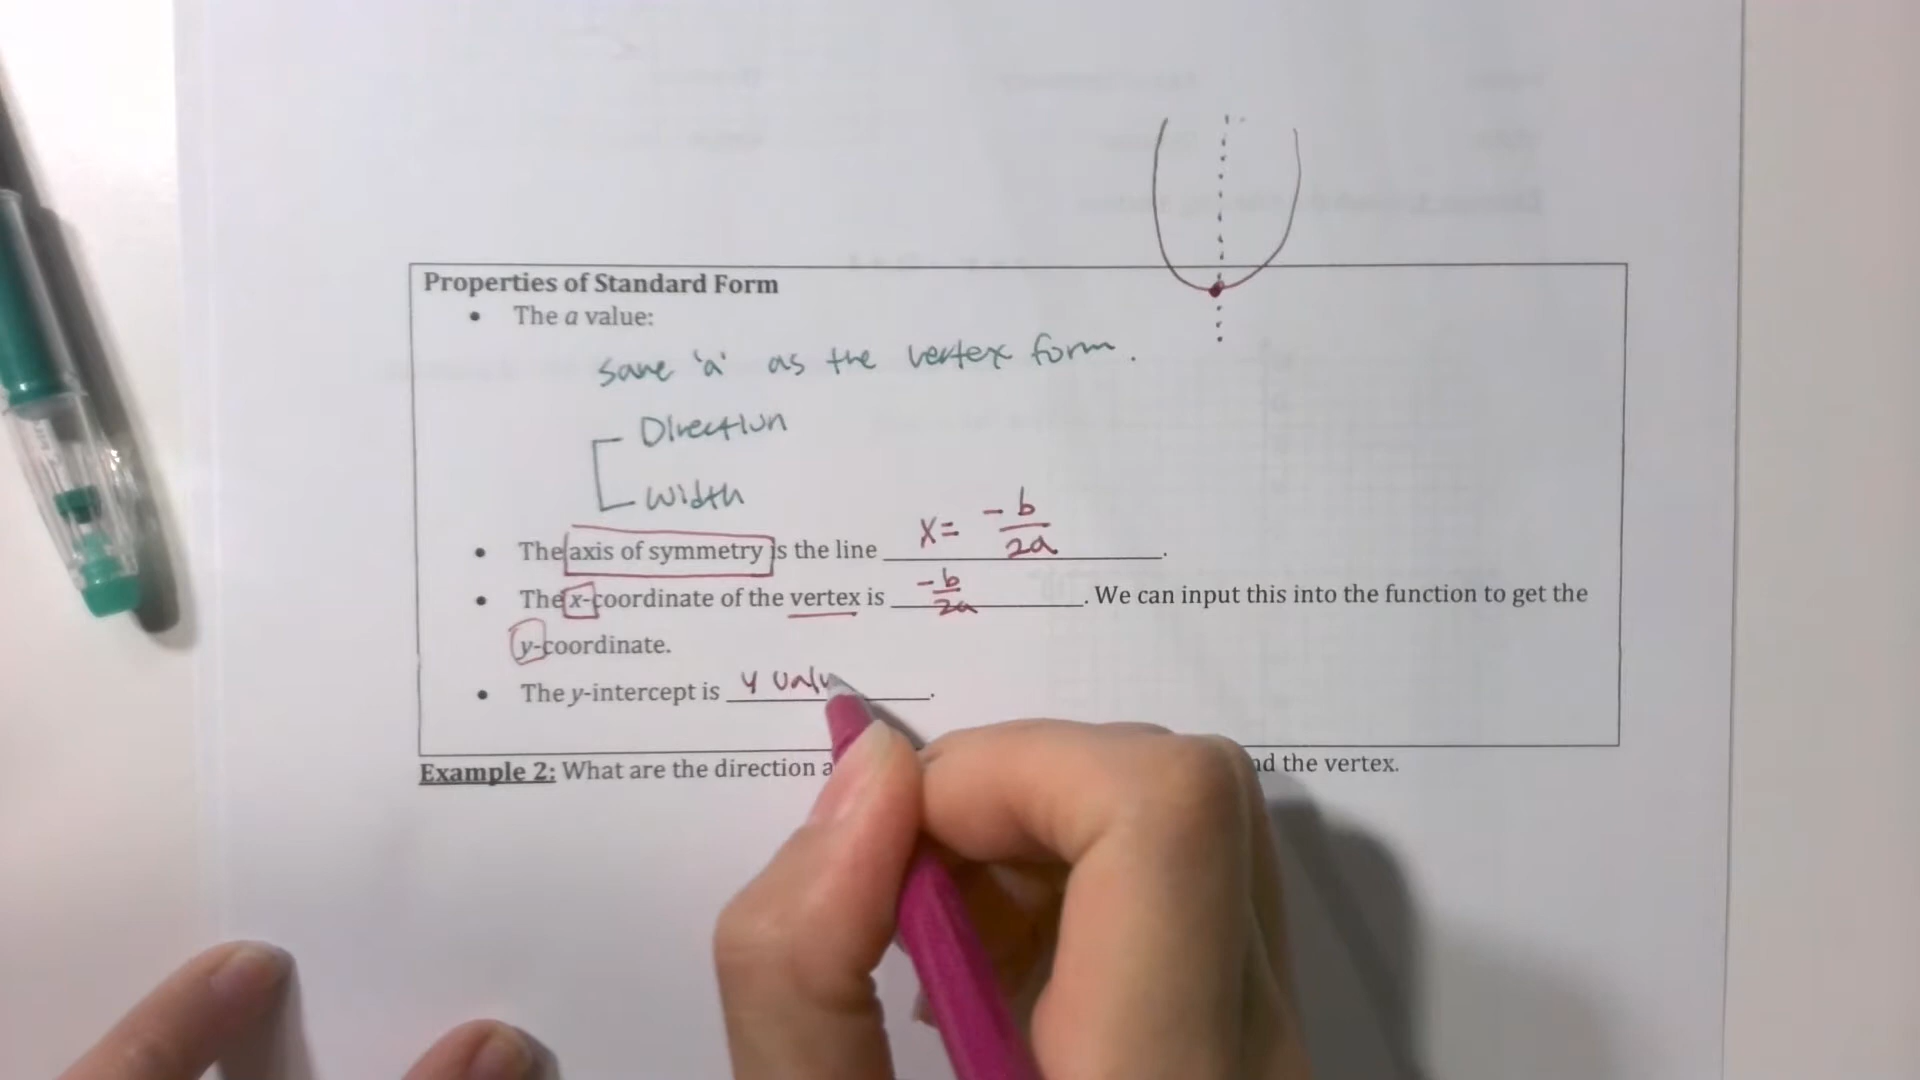 Properties of Standard Form
• The a value:
same 'a' as the vertex form.
Direction
Width
• The axis of symmetry is the line x= -b/2a.
• The x-coordinate of the vertex is -b/2a. We can input this into the function to get the
y-coordinate.
• The y-intercept is y valu.
Example 2: What are the direction a nd the vertex.